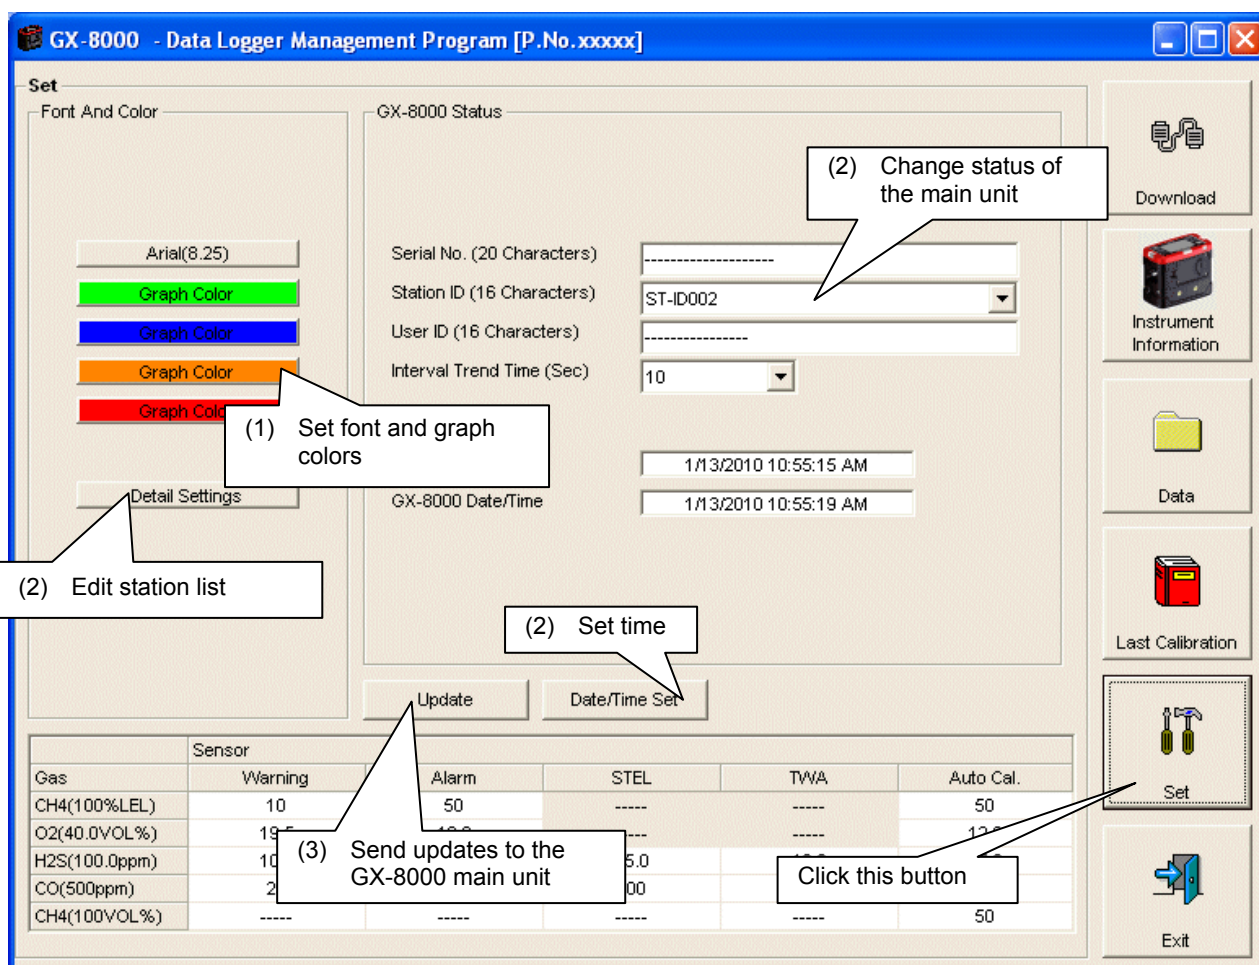 GX-8000 - Data Logger Management Program [P.No.xxxxx]
Set
Font And Color
GX-8000 Status
(2) Change status of
the main unit
Download
Arial(8.25)
Serial No. (20 Characters)
--------------------
Graph Color
Station ID (16 Characters)
ST-ID002
Graph Color
User ID (16 Characters)
----------------
Instrument
Information
Graph Color
Interval Trend Time (Sec)
10
Graph Color
(1) Set font and graph
colors
1/13/2010 10:55:15 AM
Detail Settings
GX-8000 Date/Time
1/13/2010 10:55:19 AM
Data
(2) Edit station list
(2) Set time
Last Calibration
Update
Date/Time Set
Sensor
Gas Warning Alarm STEL TWA Auto Cal.
Set
CH4(100%LEL) 10 50 ----- ----- 50
O2(40.0VOL%) ----- -----
H2S(100.0ppm)
CO(500ppm)
CH4(100VOL%) ----- ----- ----- ----- 50
(3) Send updates to the
GX-8000 main unit
Click this button
Exit